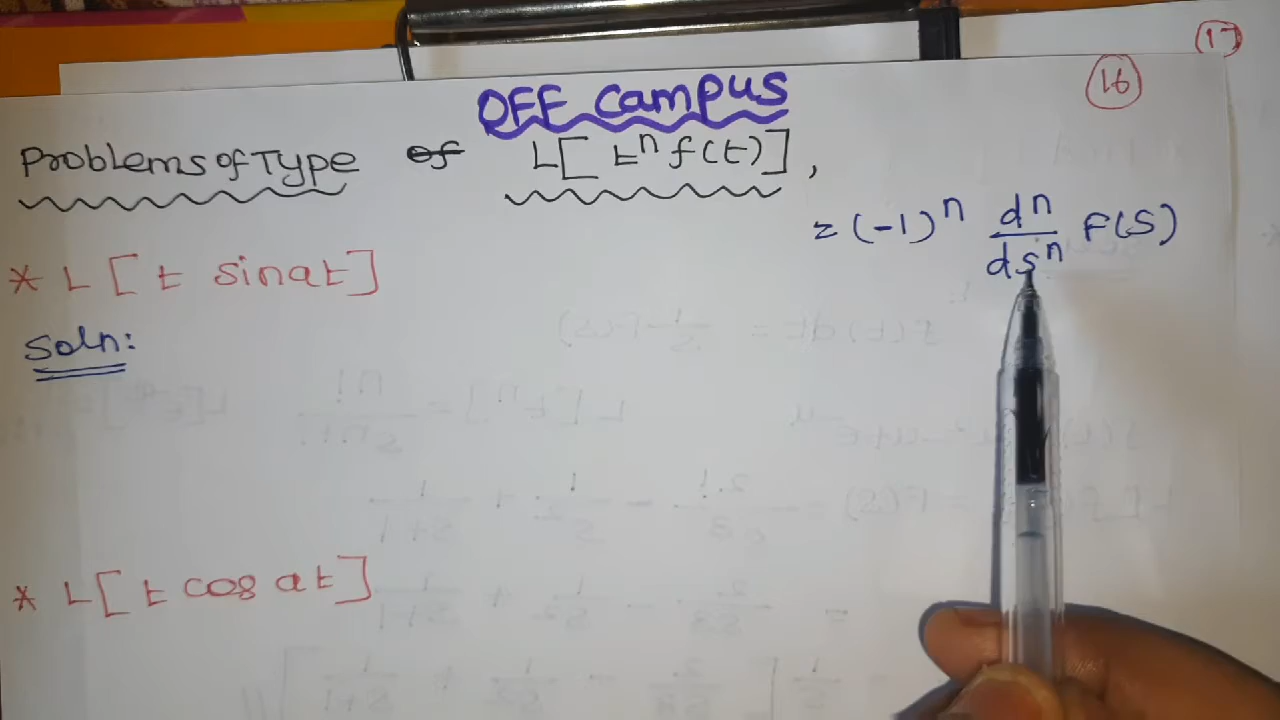 17
16
OFF campus
Problems of Type of L[ t^n f(t) ],
= (-1)^n d^n/ds^n F(S)
* L [ t sinat ]
Soln:
* L [ t cos at ]